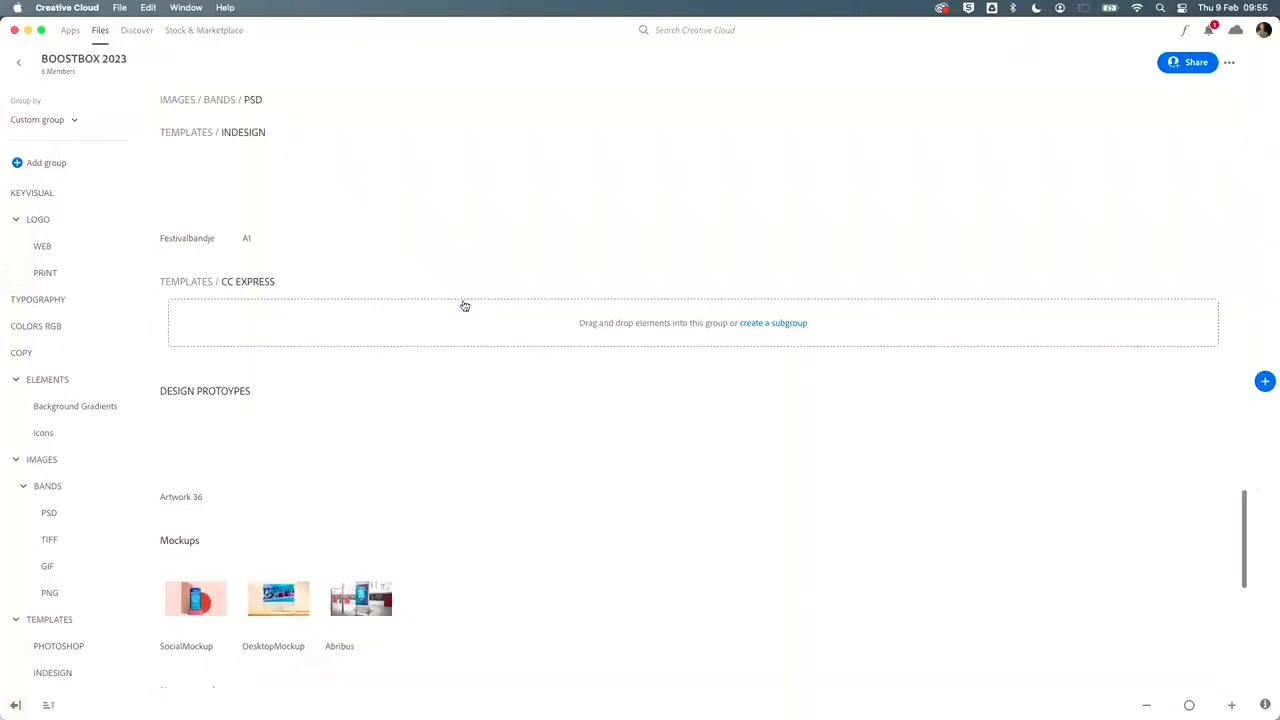 Creative Cloud File Edit Window Help
Thu 9 Feb 09:55
Apps Files Discover Stock & Marketplace
Search Creative Cloud
1
BOOSTBOX 2023
6 Members
Share
Group by
Custom group
Add group
KEYVISUAL
LOGO
WEB
PRINT
TYPOGRAPHY
COLORS RGB
COPY
ELEMENTS
Background Gradients
Icons
IMAGES
BANDS
PSD
TIFF
GIF
PNG
TEMPLATES
PHOTOSHOP
INDESIGN
IMAGES / BANDS / PSD
TEMPLATES / INDESIGN
Festivalbandje A1
TEMPLATES / CC EXPRESS
Drag and drop elements into this group or create a subgroup
DESIGN PROTOYPES
Artwork 36
Mockups
SocialMockup DesktopMockup Abribus